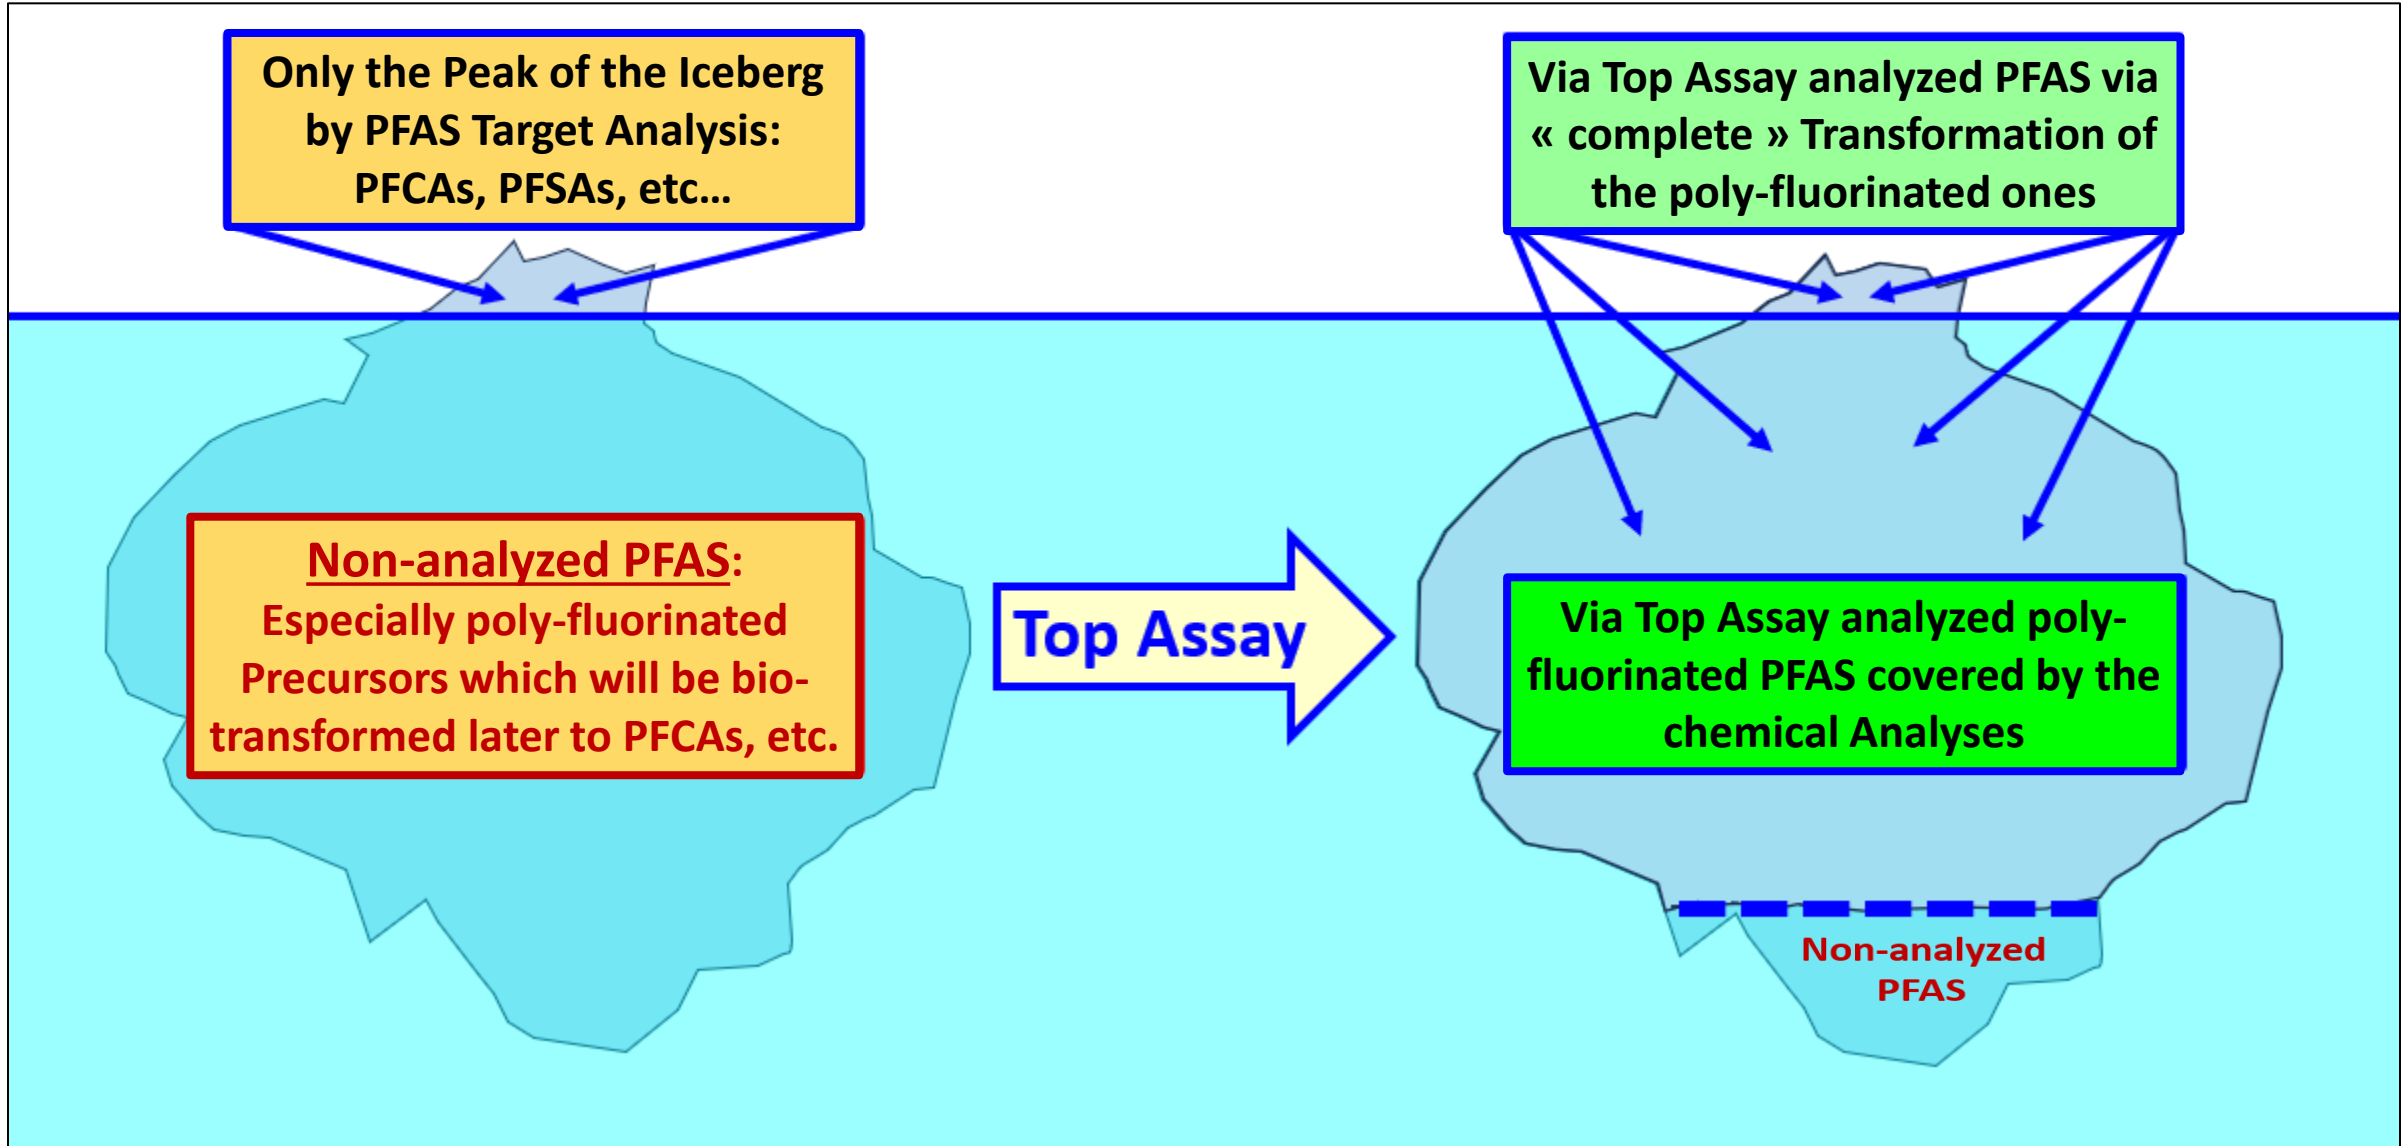 Only the Peak of the Iceberg
by PFAS Target Analysis:
PFCAs, PFSAs, etc...
Non-analyzed PFAS:
Especially poly-fluorinated
Precursors which will be bio-
transformed later to PFCAs, etc.
Top Assay
Via Top Assay analyzed PFAS via
« complete » Transformation of
the poly-fluorinated ones
Via Top Assay analyzed poly-
fluorinated PFAS covered by the
chemical Analyses
Non-analyzed
PFAS